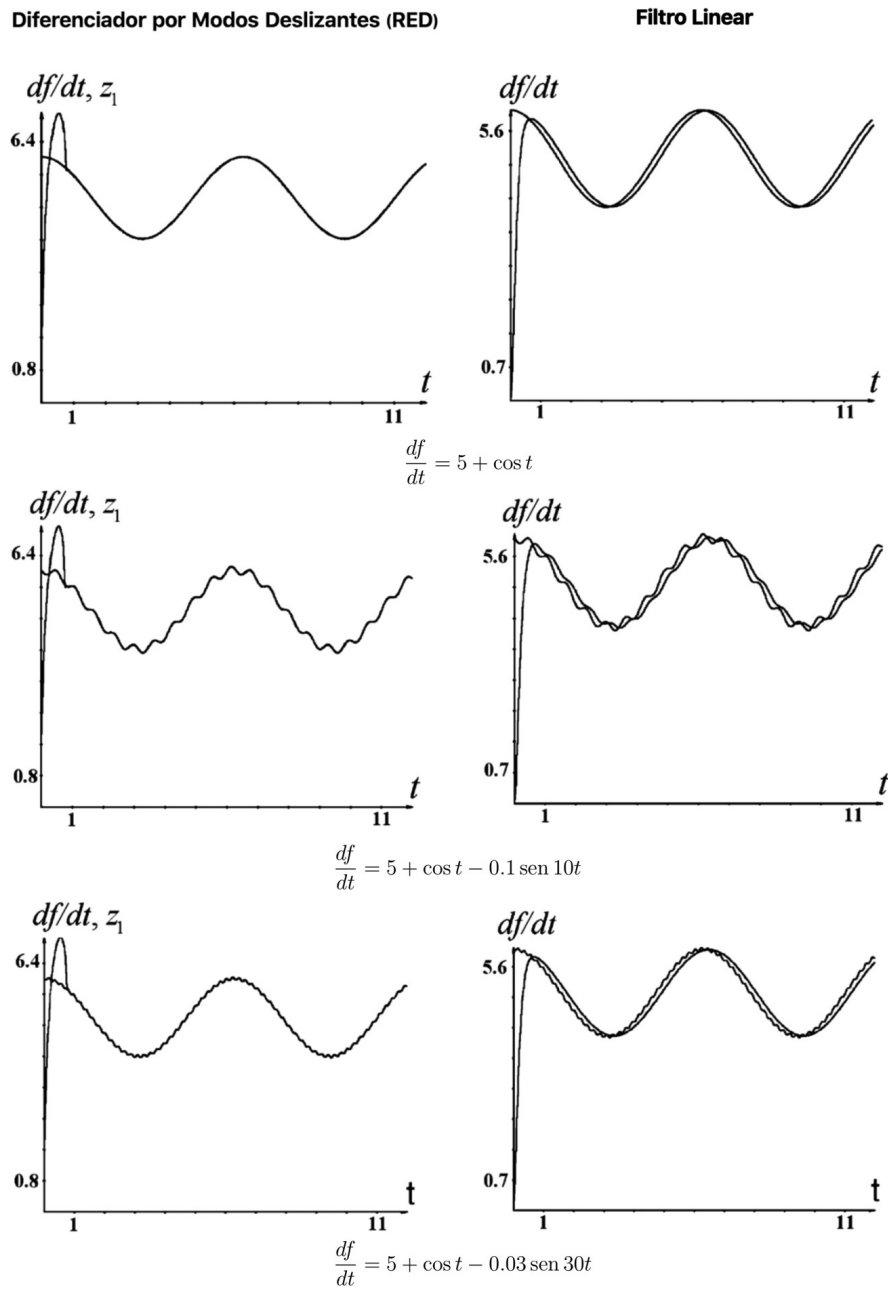 Diferenciador por Modos Deslizantes (RED)
Filtro Linear
df/dt, z₁
6.4
0.8
1
11
t
df/dt
5.6
0.7
1
11
t
df/dt = 5 + cos t
df/dt, z₁
6.4
0.8
1
11
t
df/dt
5.6
0.7
1
11
t
df/dt = 5 + cos t − 0.1 sen 10t
df/dt, z₁
6.4
0.8
1
11
t
df/dt
5.6
0.7
1
11
t
df/dt = 5 + cos t − 0.03 sen 30t